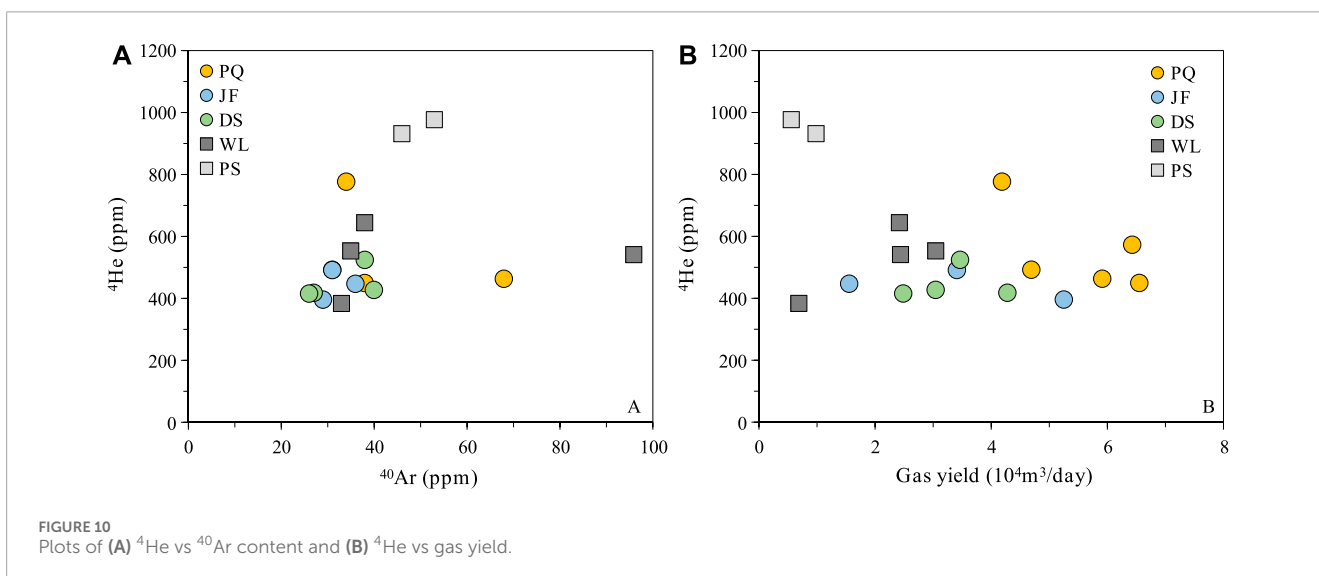 A
1200
1000
800
600
400
200
0
⁴He (ppm)
PQ
JF
DS
WL
PS
A
0 20 40 60 80 100
⁴⁰Ar (ppm)
B
1200
1000
800
600
400
200
0
⁴He (ppm)
PQ
JF
DS
WL
PS
B
0 2 4 6 8
Gas yield (10⁴m³/day)
FIGURE 10
Plots of (A) ⁴He vs ⁴⁰Ar content and (B) ⁴He vs gas yield.